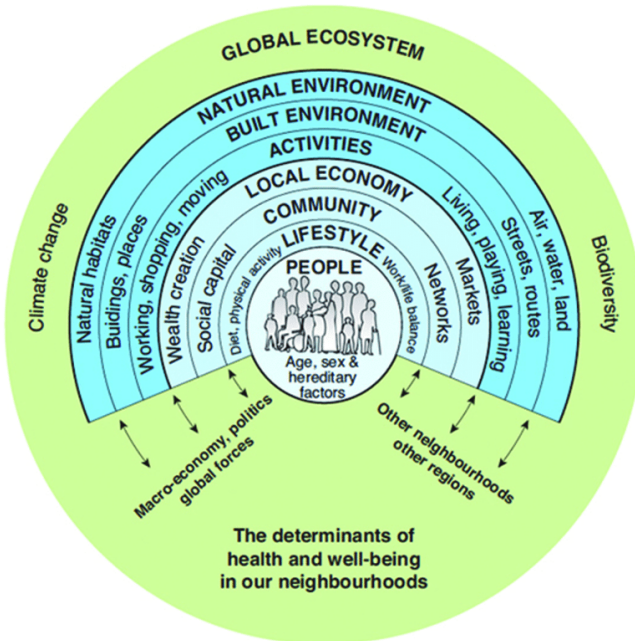 GLOBAL ECOSYSTEM
NATURAL ENVIRONMENT
BUILT ENVIRONMENT
ACTIVITIES
LOCAL ECONOMY
COMMUNITY
LIFESTYLE
PEOPLE
Age, sex &
hereditary
factors
Climate change
Natural habitats
Buidings, places
Working, shopping, moving
Wealth creation
Social capital
Diet, physical activity
Work/life balance
Networks
Markets
Living, playing, learning
Streets, routes
Air, water, land
Biodiversity
Macro-economy, politics
global forces
Other neighbourhoods
other regions
The determinants of
health and well-being
in our neighbourhoods